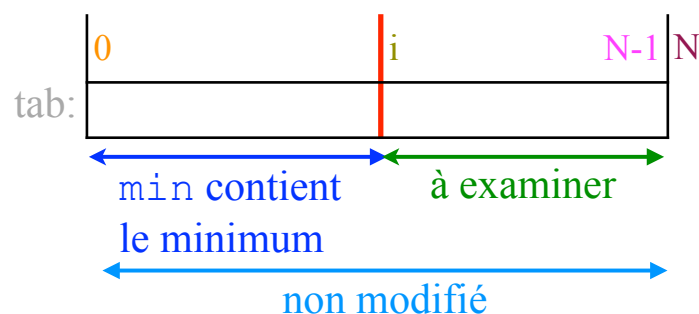 0 i N-1 N
tab:
min contient
le minimum
à examiner
non modifié